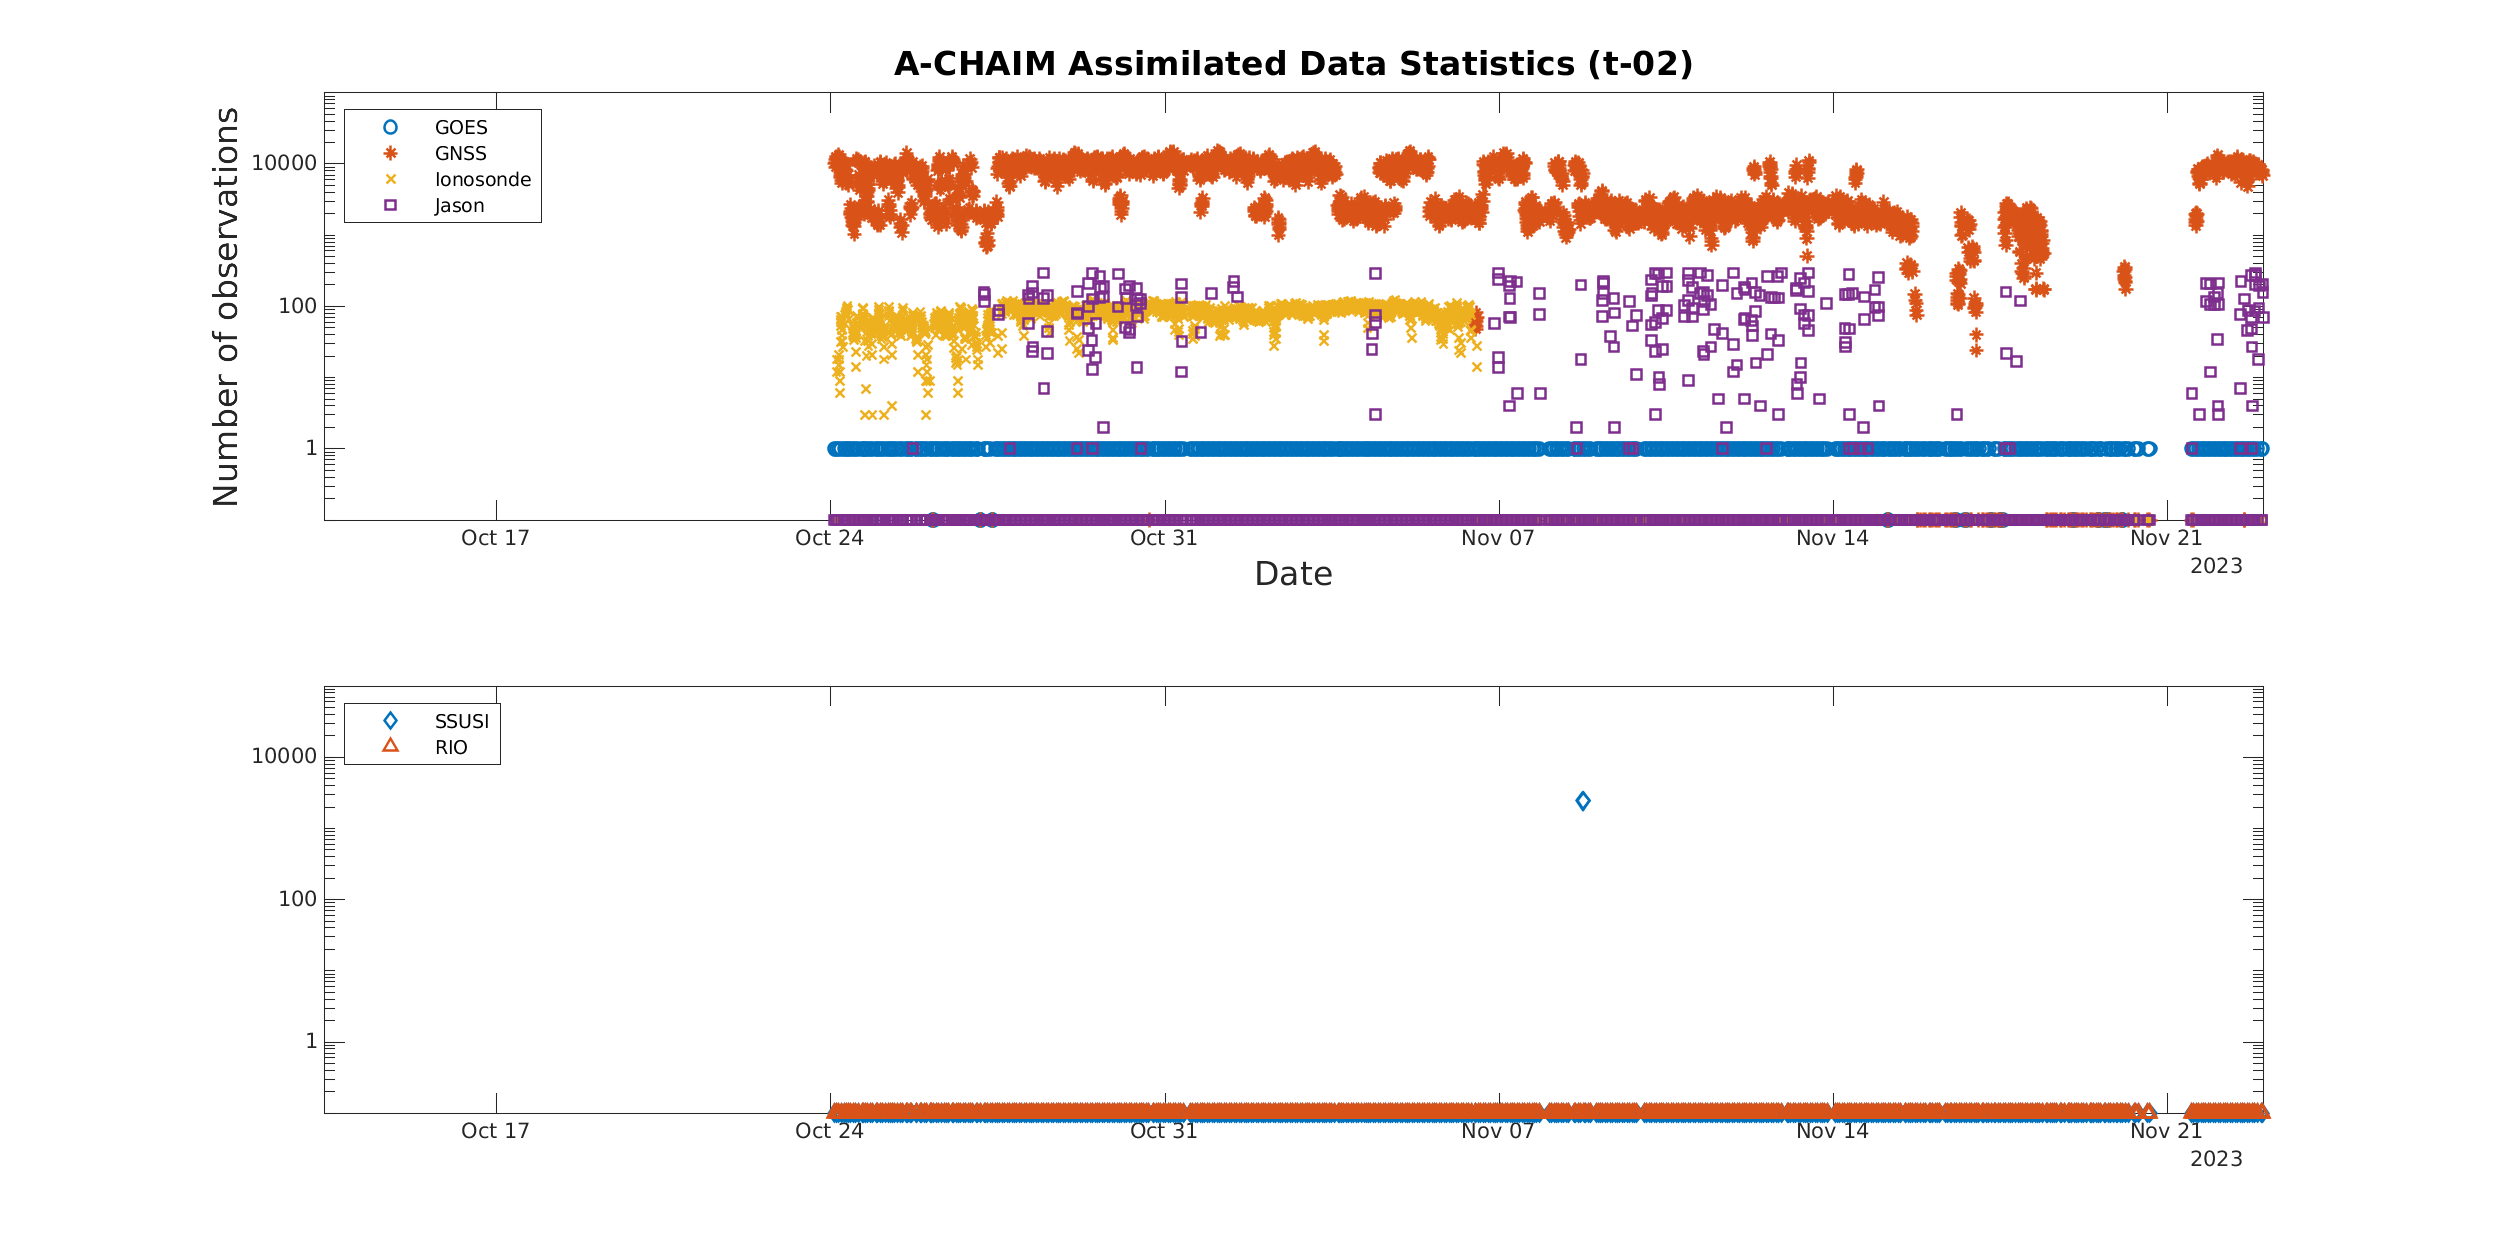 A-CHAIM Assimilated Data Statistics (t-02)
Number of observations
10000
100
1
GOES
GNSS
Ionosonde
Jason
Oct 17
Oct 24
Oct 31
Nov 07
Nov 14
Nov 21
2023
Date
10000
100
1
SSUSI
RIO
Oct 17
Oct 24
Oct 31
Nov 07
Nov 14
Nov 21
2023